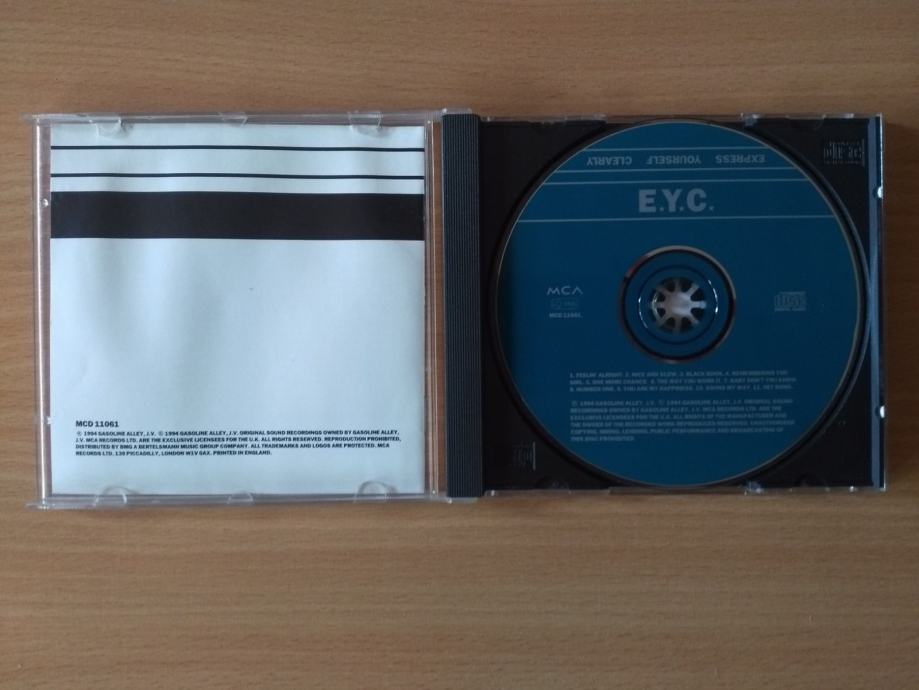 MCD 11061
℗ 1994 GASOLINE ALLEY, J.V. © 1994 GASOLINE ALLEY, J.V. ORIGINAL SOUND RECORDINGS OWNED BY GASOLINE ALLEY,
J.V. MCA RECORDS LTD. ARE THE EXCLUSIVE LICENSEES FOR THE U.K. ALL RIGHTS RESERVED. REPRODUCTION PROHIBITED,
DISTRIBUTED BY BMG A BERTELSMANN MUSIC GROUP COMPANY. ALL TRADEMARKS AND LOGOS ARE PROTECTED. MCA
RECORDS LTD. 139 PICCADILLY, LONDON W1V 0AX. PRINTED IN ENGLAND.
EXPRESS YOURSELF CLEARLY
E.Y.C.
MCA
MCD 11061
disc
DIGITAL AUDIO
1. FEELIN' ALRIGHT. 2. NICE AND SLOW. 3. BLACK BOOK. 4. REMEMBERING THE
GIRL. 5. ONE MORE CHANCE. 6. THE WAY YOU WORK IT. 7. BABY DON'T YOU KNOW
8. NUMBER ONE. 9. YOU ARE MY HAPPINESS. 10. SWING MY WAY. 11. GET SOME.
℗ 1994 GASOLINE ALLEY, J.V. © 1994 GASOLINE ALLEY, J.V. ORIGINAL SOUND
RECORDINGS OWNED BY GASOLINE ALLEY, J.V. MCA RECORDS LTD. ARE THE
EXCLUSIVE LICENSEES FOR THE U.K. ALL RIGHTS OF THE MANUFACTURER AND
THE OWNER OF THE RECORDED WORK REPRODUCED RESERVED. UNAUTHORISED
COPYING, HIRING, LENDING, PUBLIC PERFORMANCE AND BROADCASTING OF
THIS DISC PROHIBITED.